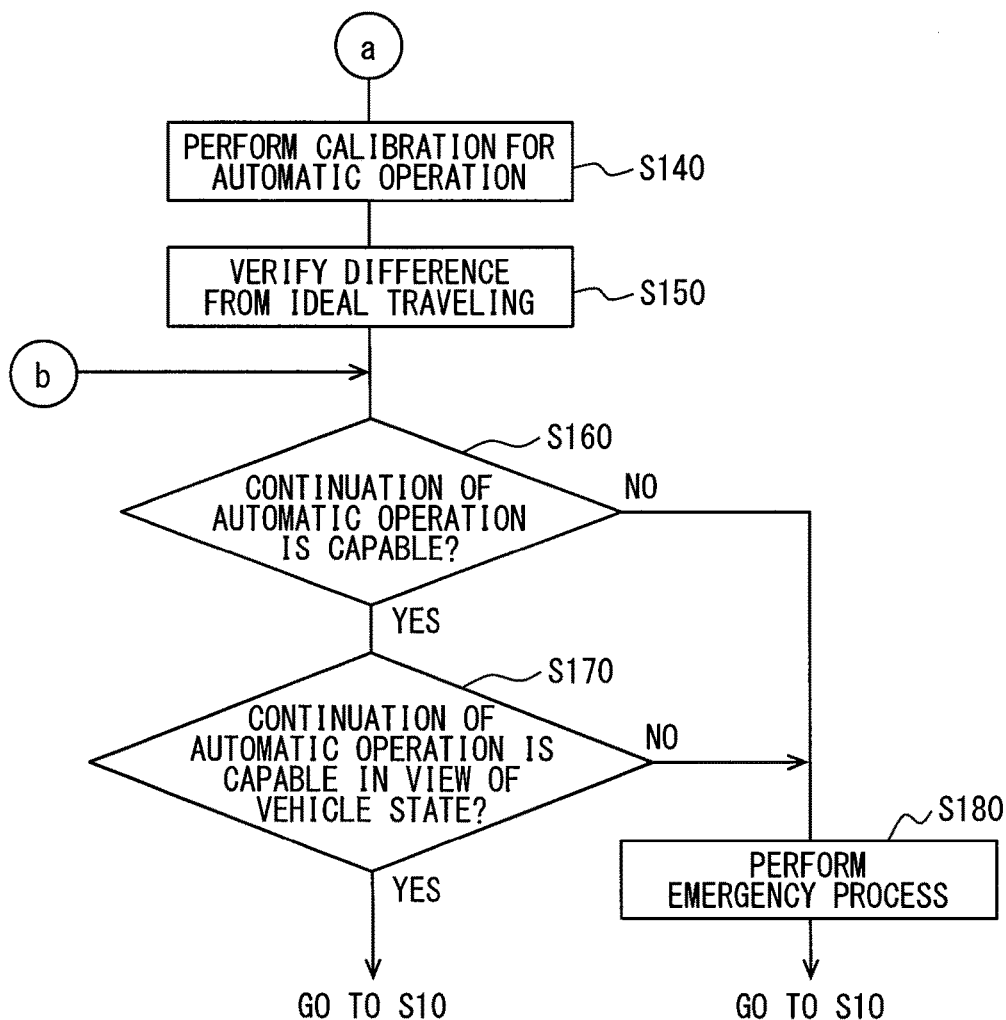 a
PERFORM CALIBRATION FOR
AUTOMATIC OPERATION
S140
VERIFY DIFFERENCE
FROM IDEAL TRAVELING
S150
b
S160
CONTINUATION OF
AUTOMATIC OPERATION
IS CAPABLE?
NO
YES
S170
CONTINUATION OF
AUTOMATIC OPERATION IS
CAPABLE IN VIEW OF
VEHICLE STATE?
NO
YES
S180
PERFORM
EMERGENCY PROCESS
GO TO S10
GO TO S10